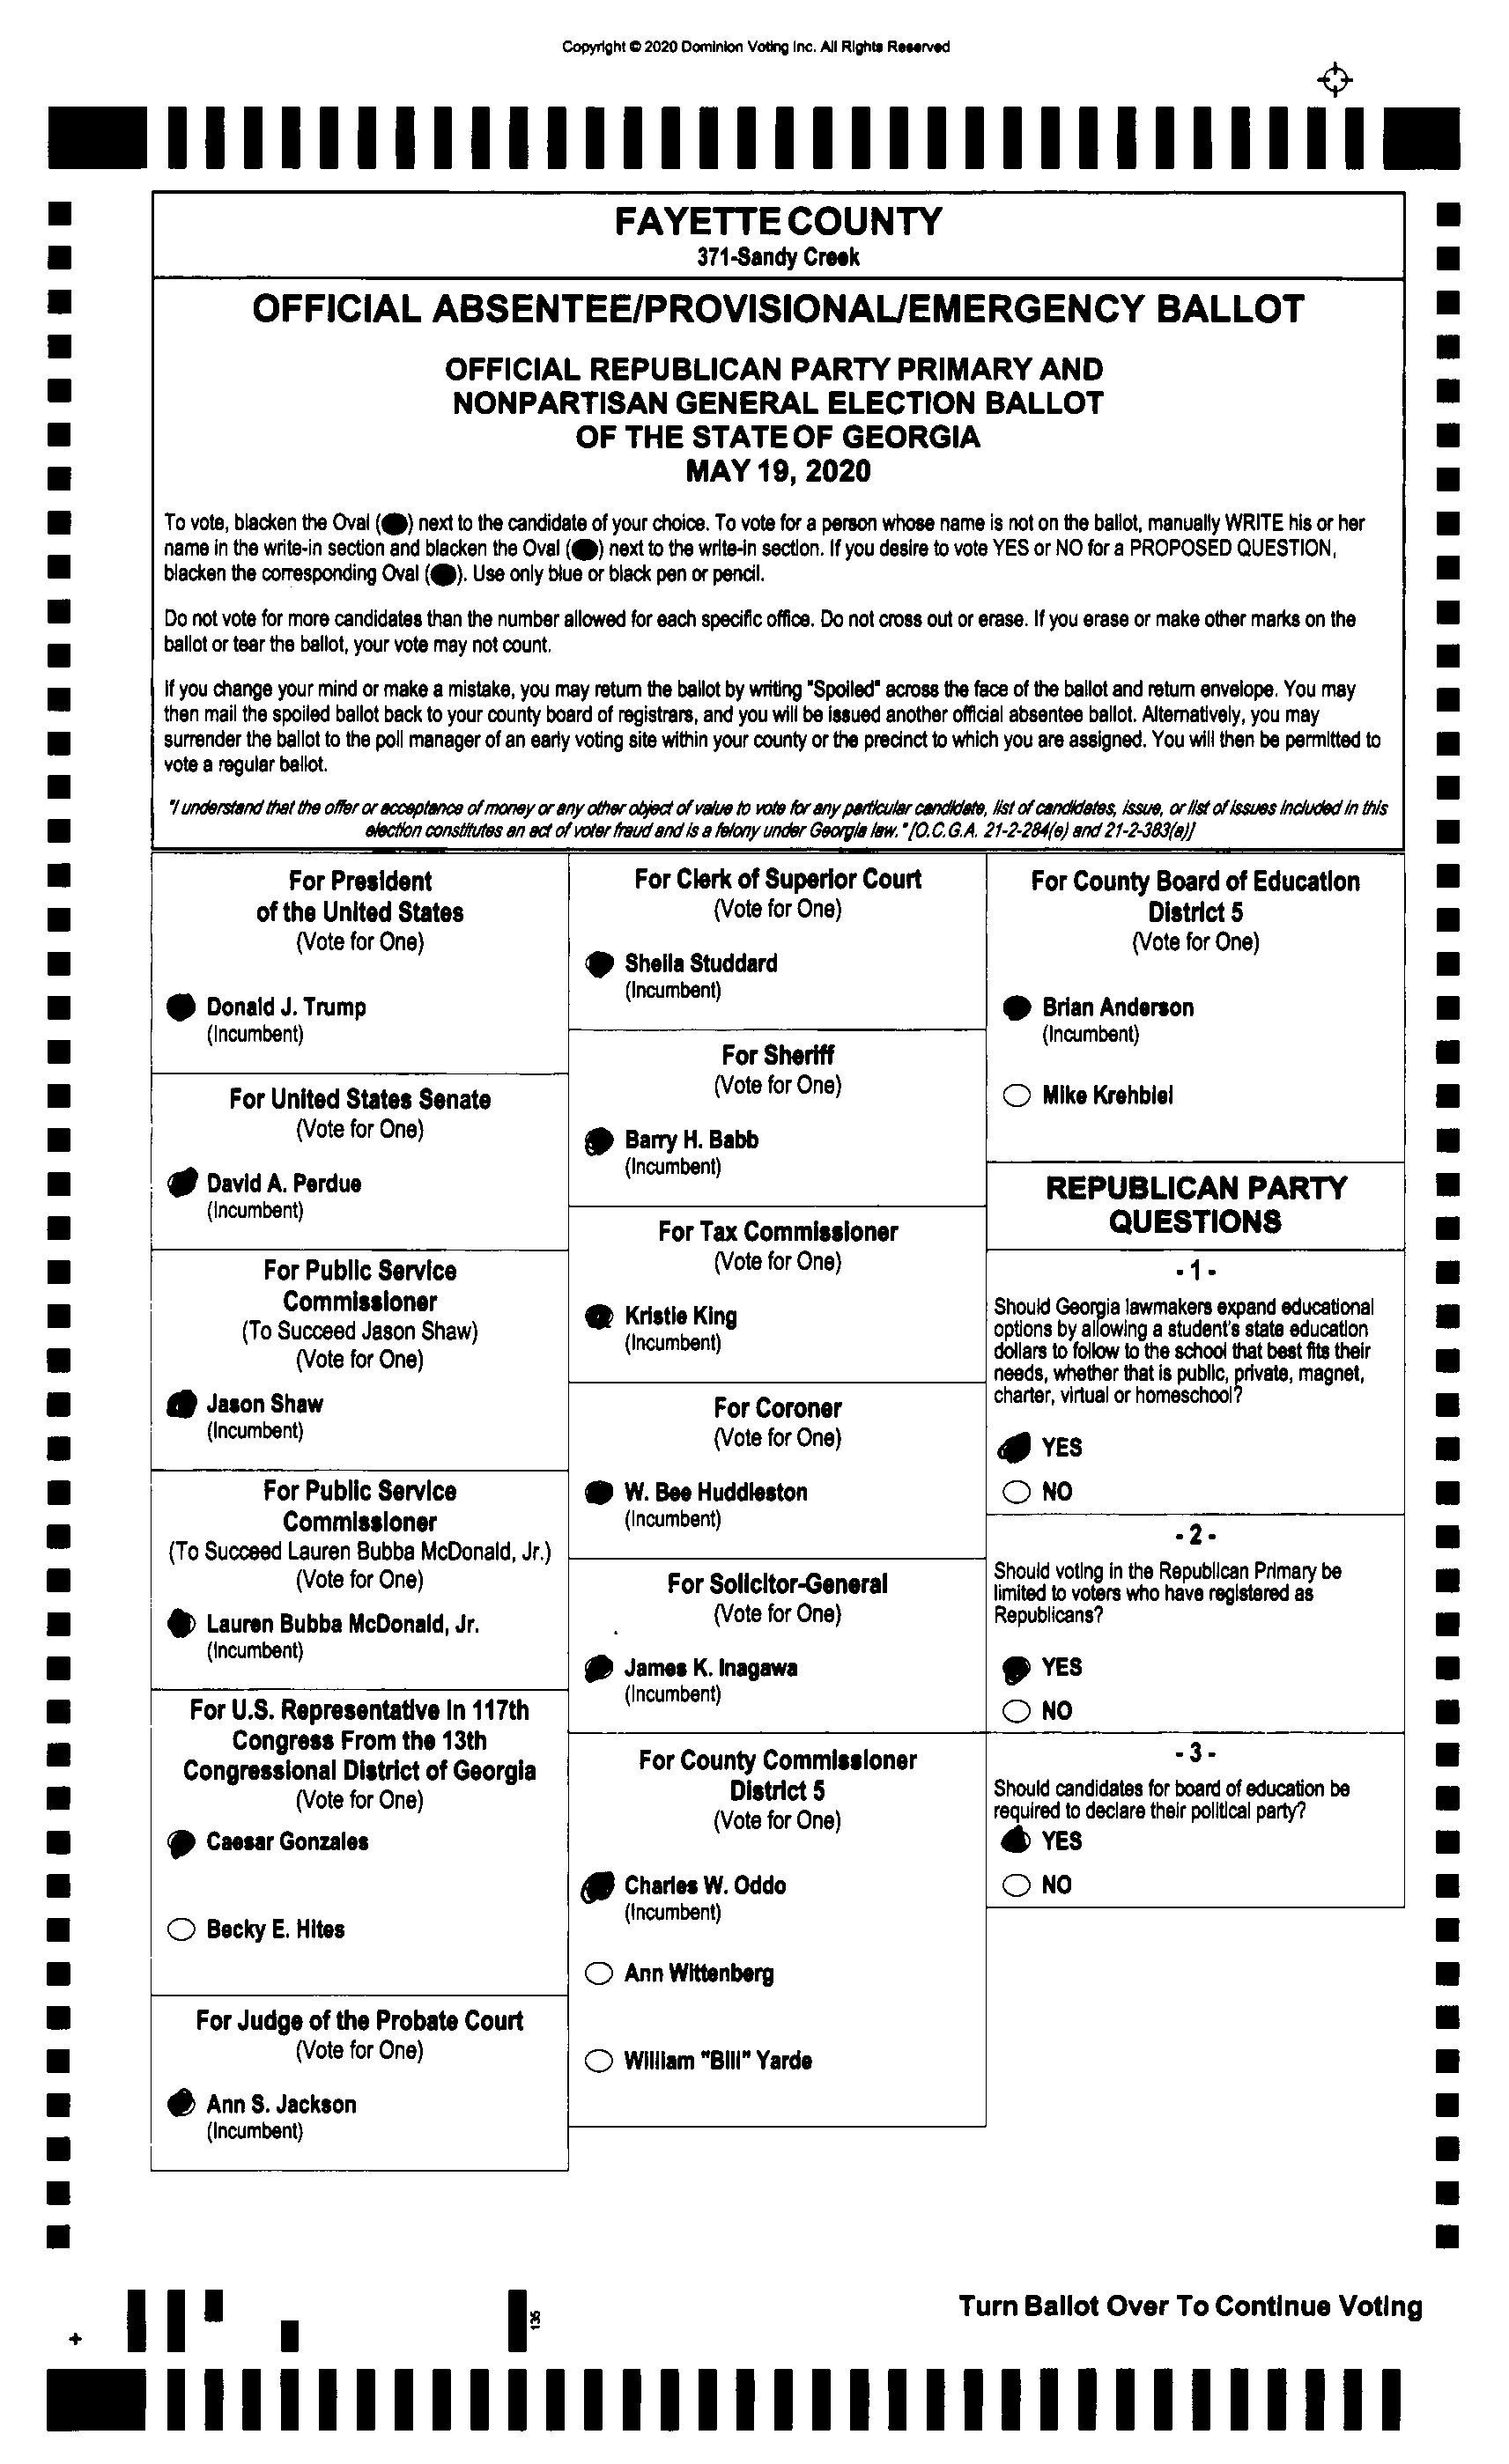 Copyright © 2020 Dominion Voting Inc. All Rights Reserved
FAYETTE COUNTY
371-Sandy Creek
OFFICIAL ABSENTEE/PROVISIONAL/EMERGENCY BALLOT
OFFICIAL REPUBLICAN PARTY PRIMARY AND
NONPARTISAN GENERAL ELECTION BALLOT
OF THE STATE OF GEORGIA
MAY 19, 2020
To vote, blacken the Oval (●) next to the candidate of your choice. To vote for a person whose name is not on the ballot, manually WRITE his or her
name in the write-in section and blacken the Oval (●) next to the write-in section. If you desire to vote YES or NO for a PROPOSED QUESTION,
blacken the corresponding Oval (●). Use only blue or black pen or pencil.
Do not vote for more candidates than the number allowed for each specific office. Do not cross out or erase. If you erase or make other marks on the
ballot or tear the ballot, your vote may not count.
If you change your mind or make a mistake, you may return the ballot by writing "Spoiled" across the face of the ballot and return envelope. You may
then mail the spoiled ballot back to your county board of registrars, and you will be issued another official absentee ballot. Alternatively, you may
surrender the ballot to the poll manager of an early voting site within your county or the precinct to which you are assigned. You will then be permitted to
vote a regular ballot.
"I understand that the offer or acceptance of money or any other object of value to vote for any particular candidate, list of candidates, issue, or list of issues included in this
election constitutes an act of voter fraud and is a felony under Georgia law." [O.C.G.A. 21-2-284(e) and 21-2-383(a)]
For President
of the United States
(Vote for One)
Donald J. Trump
(Incumbent)
For United States Senate
(Vote for One)
David A. Perdue
(Incumbent)
For Public Service
Commissioner
(To Succeed Jason Shaw)
(Vote for One)
Jason Shaw
(Incumbent)
For Public Service
Commissioner
(To Succeed Lauren Bubba McDonald, Jr.)
(Vote for One)
Lauren Bubba McDonald, Jr.
(Incumbent)
For U.S. Representative in 117th
Congress From the 13th
Congressional District of Georgia
(Vote for One)
Caesar Gonzales
Becky E. Hites
For Judge of the Probate Court
(Vote for One)
Ann S. Jackson
(Incumbent)
For Clerk of Superior Court
(Vote for One)
Sheila Studdard
(Incumbent)
For Sheriff
(Vote for One)
Barry H. Babb
(Incumbent)
For Tax Commissioner
(Vote for One)
Kristie King
(Incumbent)
For Coroner
(Vote for One)
W. Bee Huddleston
(Incumbent)
For Solicitor-General
(Vote for One)
James K. Inagawa
(Incumbent)
For County Commissioner
District 5
(Vote for One)
Charles W. Oddo
(Incumbent)
Ann Wittenberg
William "Bill" Yarde
For County Board of Education
District 5
(Vote for One)
Brian Anderson
(Incumbent)
Mike Krehbiel
REPUBLICAN PARTY
QUESTIONS
- 1 -
Should Georgia lawmakers expand educational
options by allowing a student's state education
dollars to follow to the school that best fits their
needs, whether that is public, private, magnet,
charter, virtual or homeschool?
YES
NO
- 2 -
Should voting in the Republican Primary be
limited to voters who have registered as
Republicans?
YES
NO
- 3 -
Should candidates for board of education be
required to declare their political party?
YES
NO
Turn Ballot Over To Continue Voting
135